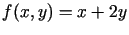 f(x, y) = x + 2y